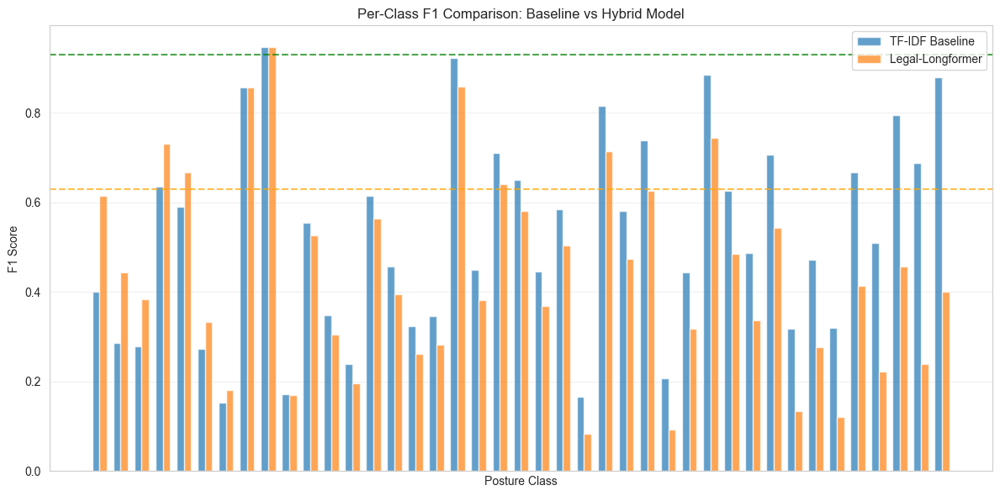 Per-Class F1 Comparison: Baseline vs Hybrid Model
TF-IDF Baseline
Legal-Longformer
F1 Score
0.8
0.6
0.4
0.2
0.0
Posture Class